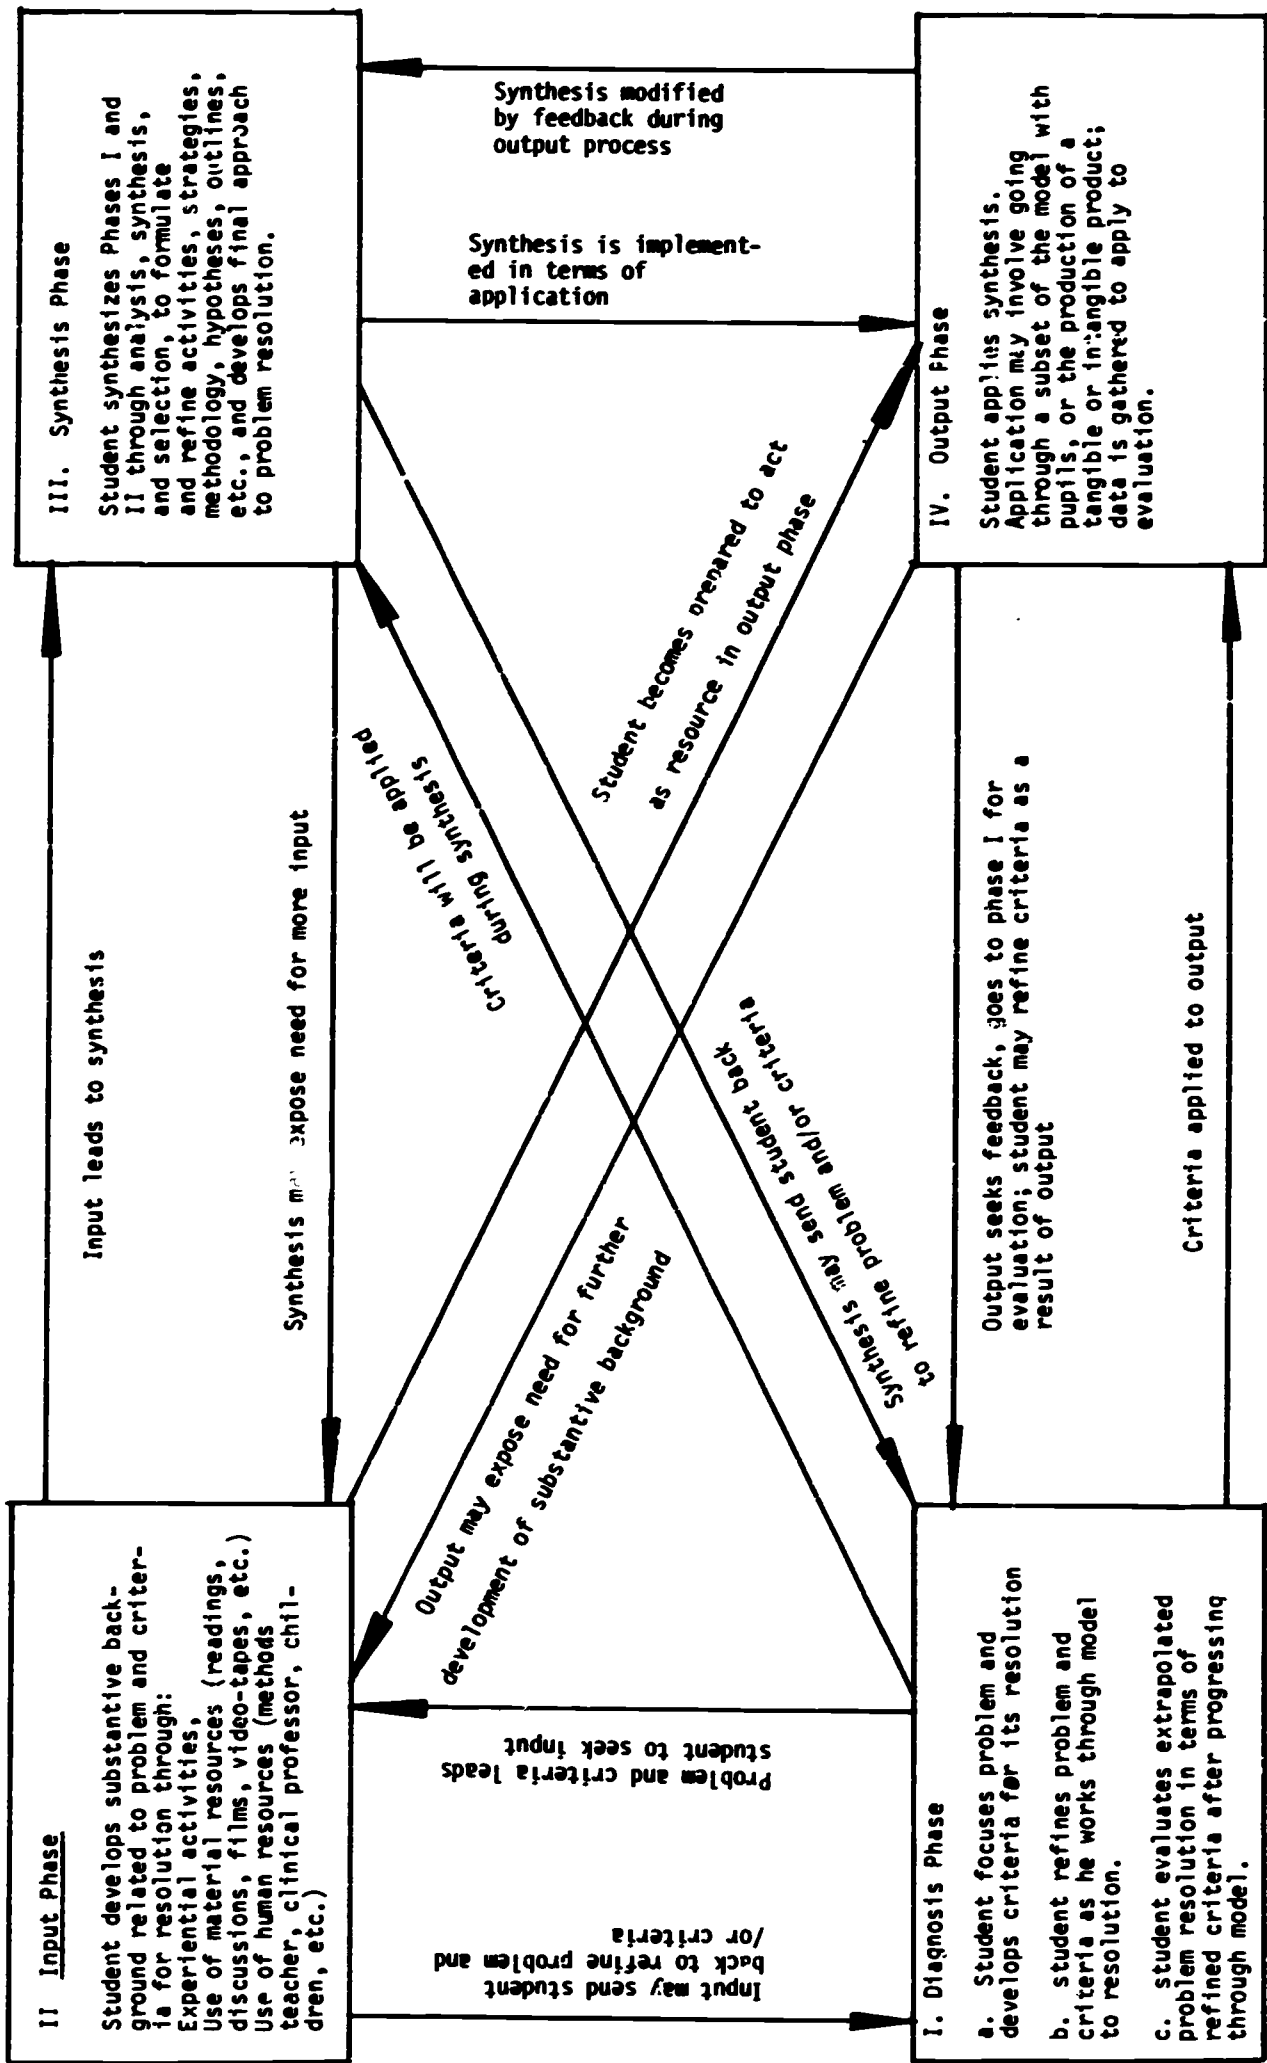 II Input Phase
Student develops substantive back-
ground related to problem and criter-
ia for resolution through:
Experiential activities,
Use of material resources (readings,
discussions, films, video-tapes, etc.)
Use of human resources (methods
teacher, clinical professor, chil-
dren, etc.)
Input leads to synthesis
Synthesis expose need for more input
III. Synthesis Phase
Student synthesizes Phases I and
II through analysis, synthesis,
and selection, to formulate
and refine activities, strategies,
methodology, hypotheses, outlines,
etc., and develops final approach
to problem resolution.
Criteria will be applied
during synthesis
Student becomes prenared to act
as resource in output phase
Output may expose need for further
development of substantive background
Synthesis may send student back
to refine problem and/or criteria
Input may send student
back to refine problem and
/or criteria
Problem and criteria leads
student to seek input
Synthesis is implement-
ed in terms of
application
Synthesis modified
by feedback during
output process
I. Diagnosis Phase
a. Student focuses problem and
develops criteria for its resolution
b. student refines problem and
criteria as he works through model
to resolution.
c. student evaluates extrapolated
problem resolution in terms of
refined criteria after progressing
through model.
Output seeks feedback, goes to phase I for
evaluation; student may refine criteria as a
result of output
Criteria applied to output
IV. Output Phase
Student applies synthesis.
Application may involve going
through a subset of the model with
pupils, or the production of a
tangible or intangible product;
data is gathered to apply to
evaluation.